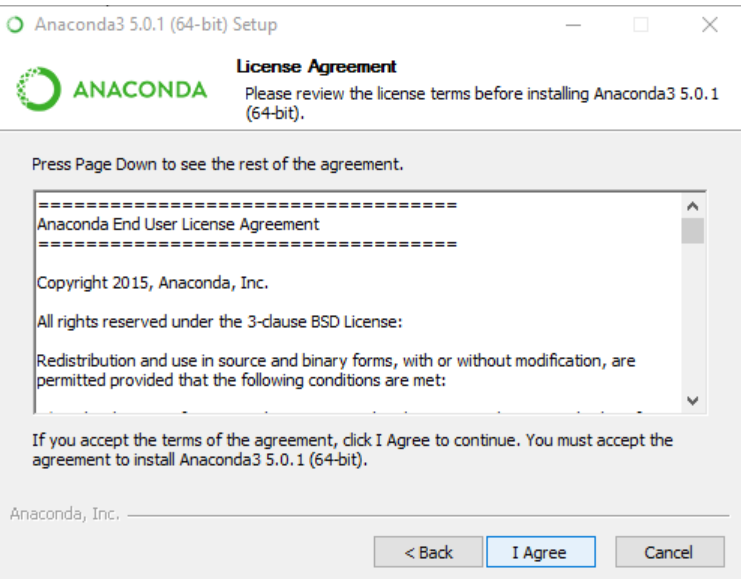 Anaconda3 5.0.1 (64-bit) Setup
ANACONDA
License Agreement
Please review the license terms before installing Anaconda3 5.0.1
(64-bit).
Press Page Down to see the rest of the agreement.
===================================
Anaconda End User License Agreement
===================================
Copyright 2015, Anaconda, Inc.
All rights reserved under the 3-clause BSD License:
Redistribution and use in source and binary forms, with or without modification, are
permitted provided that the following conditions are met:
If you accept the terms of the agreement, click I Agree to continue. You must accept the
agreement to install Anaconda3 5.0.1 (64-bit).
Anaconda, Inc.
< Back
I Agree
Cancel